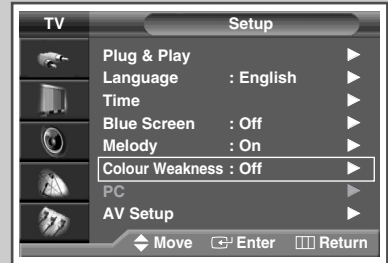 TV Setup
Plug & Play
Language : English
Time
Blue Screen : Off
Melody : On
Colour Weakness : Off
PC
AV Setup
Move Enter Return